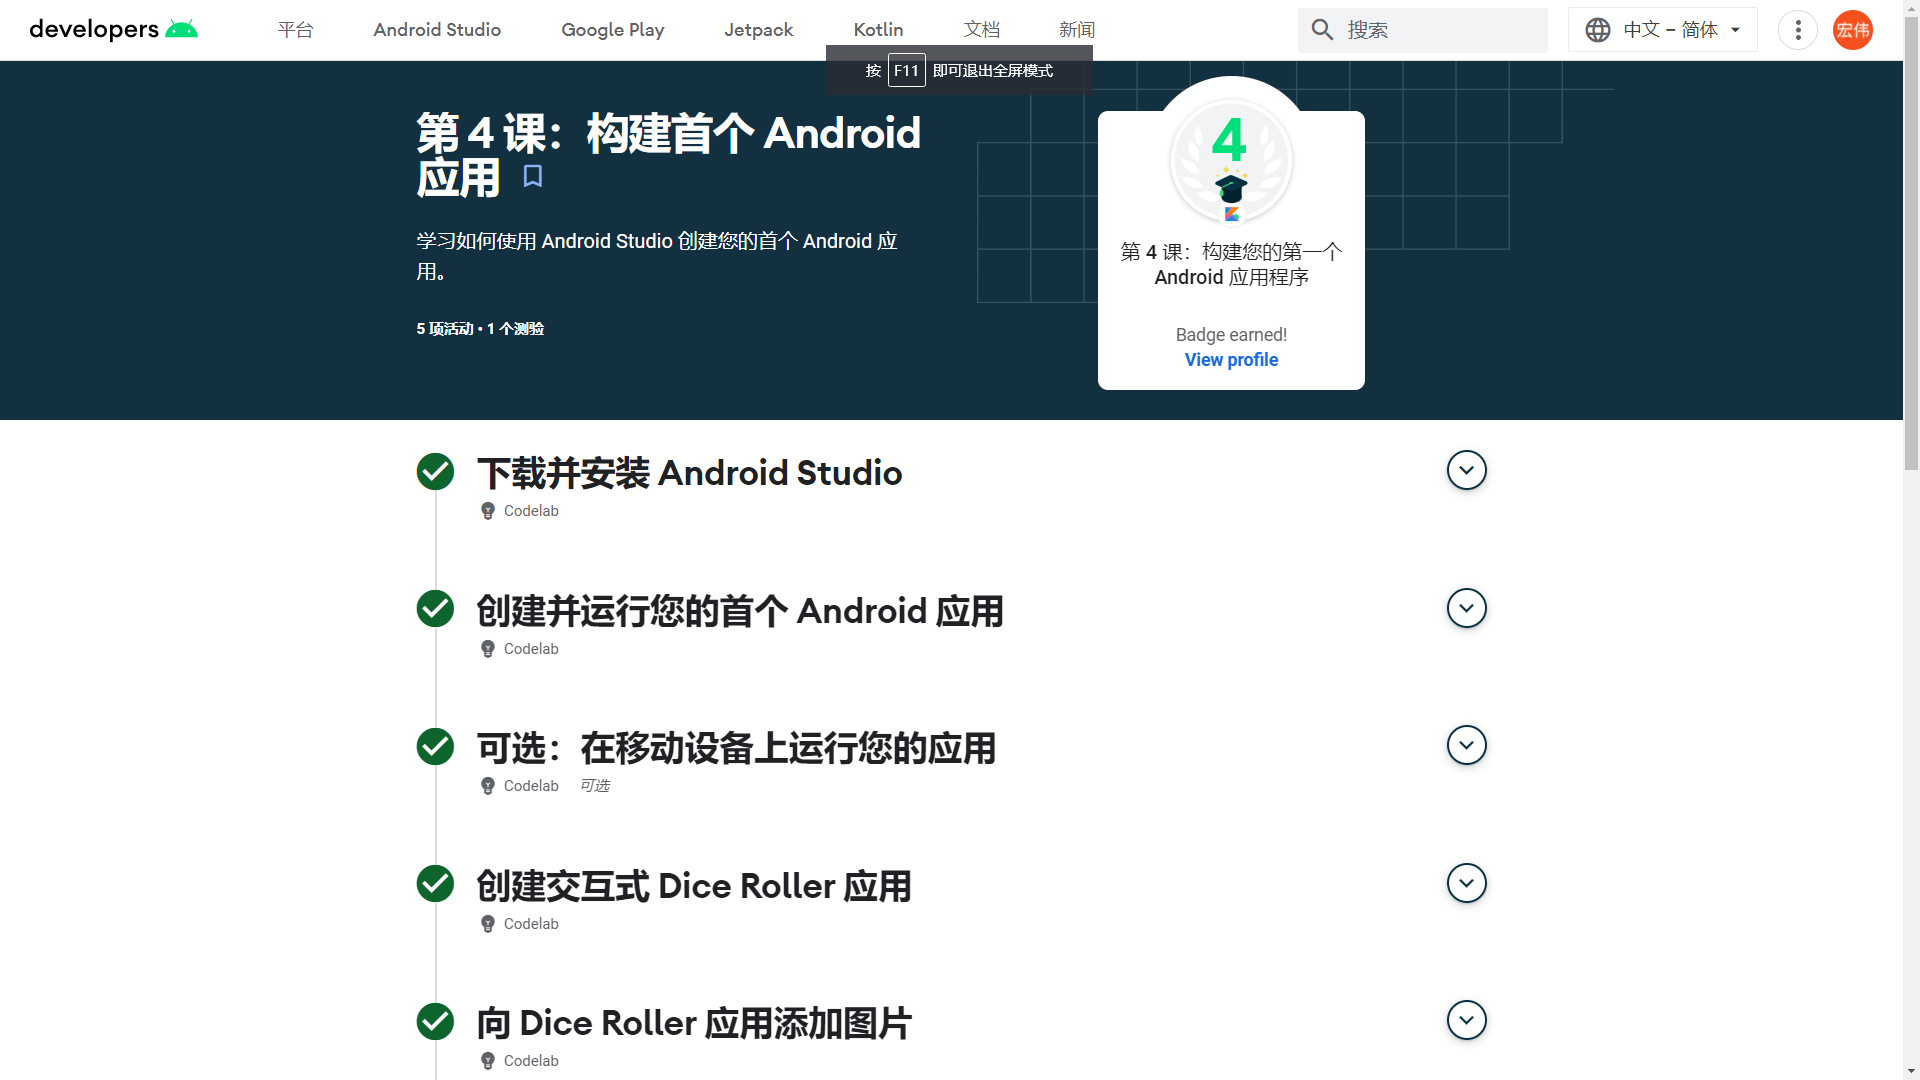 developers
平台
Android Studio
Google Play
Jetpack
Kotlin
文档
新闻
搜索
中文 – 简体
宏伟
按 F11 即可退出全屏模式
第 4 课：构建首个 Android
应用
学习如何使用 Android Studio 创建您的首个 Android 应
用。
5 项活动 • 1 个测验
4
第 4 课：构建您的第一个
Android 应用程序
Badge earned!
View profile
下载并安装 Android Studio
Codelab
创建并运行您的首个 Android 应用
Codelab
可选：在移动设备上运行您的应用
Codelab 可选
创建交互式 Dice Roller 应用
Codelab
向 Dice Roller 应用添加图片
Codelab